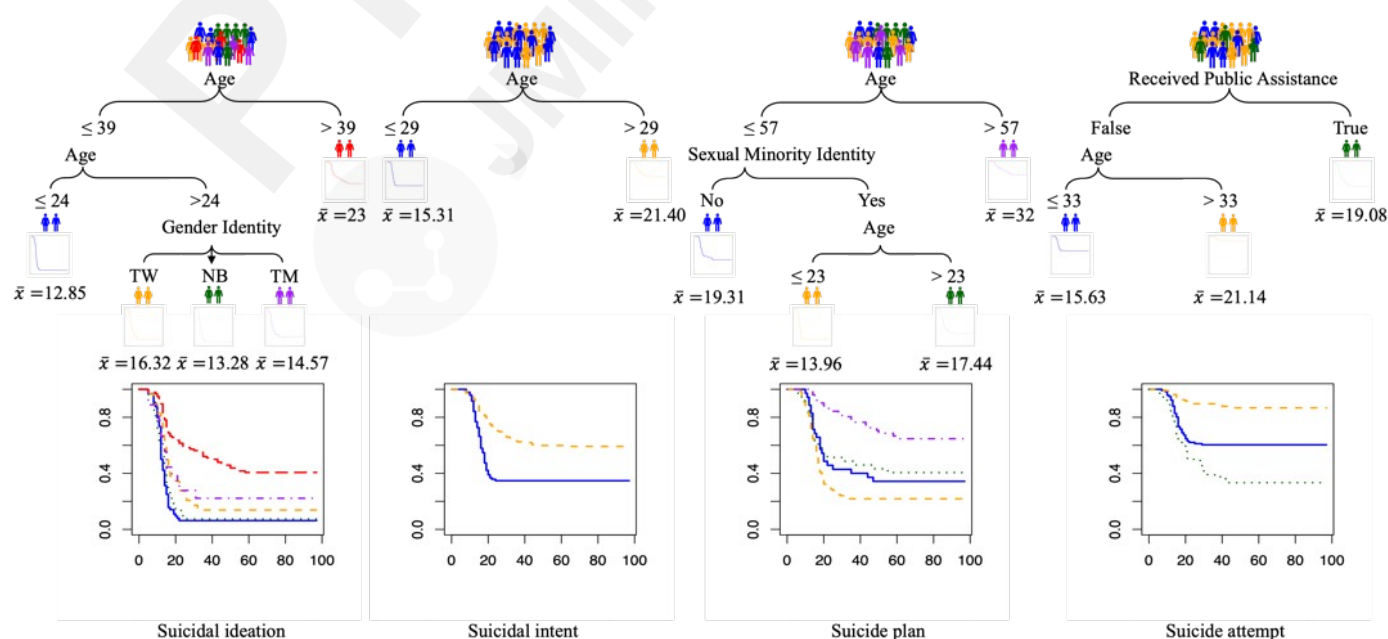 Age
≤ 39
> 39
Age
x̄ =23
≤ 24
>24
x̄ =12.85
Gender Identity
TW
NB
TM
x̄ =16.32
x̄ =13.28
x̄ =14.57
0.0
0.4
0.8
0 20 40 60 80 100
Suicidal ideation
Age
≤ 29
> 29
x̄ =15.31
x̄ =21.40
0.0
0.4
0.8
0 20 40 60 80 100
Suicidal intent
Age
≤ 57
> 57
Sexual Minority Identity
x̄ =32
No
Yes
x̄ =19.31
Age
≤ 23
> 23
x̄ =13.96
x̄ =17.44
0.0
0.4
0.8
0 20 40 60 80 100
Suicide plan
Received Public Assistance
False
True
Age
x̄ =19.08
≤ 33
> 33
x̄ =15.63
x̄ =21.14
0.0
0.4
0.8
0 20 40 60 80 100
Suicide attempt